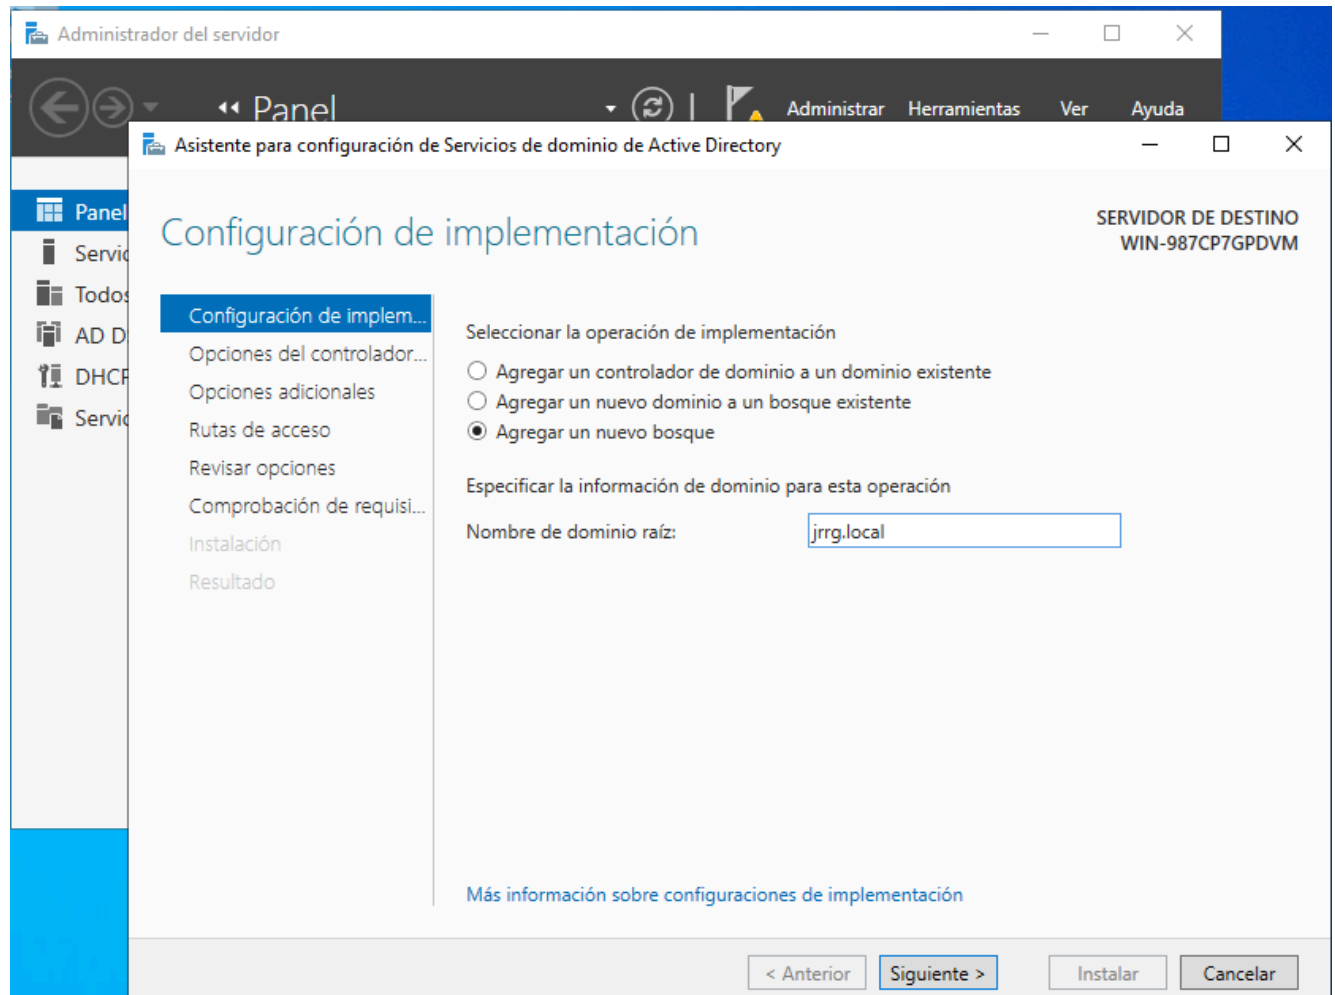 Administrador del servidor
Panel
Administrar Herramientas Ver Ayuda
Asistente para configuración de Servicios de dominio de Active Directory
Panel
Todos
AD
Configuración de implementación
SERVIDOR DE DESTINO
WIN-987CP7GPDVM
Configuración de implem...
Opciones del controlador...
Opciones adicionales
Rutas de acceso
Revisar opciones
Comprobación de requisi...
Instalación
Resultado
Seleccionar la operación de implementación
Agregar un controlador de dominio a un dominio existente
Agregar un nuevo dominio a un bosque existente
Agregar un nuevo bosque
Especificar la información de dominio para esta operación
Nombre de dominio raíz: jrrg.local
Más información sobre configuraciones de implementación
< Anterior Siguiente > Instalar Cancelar